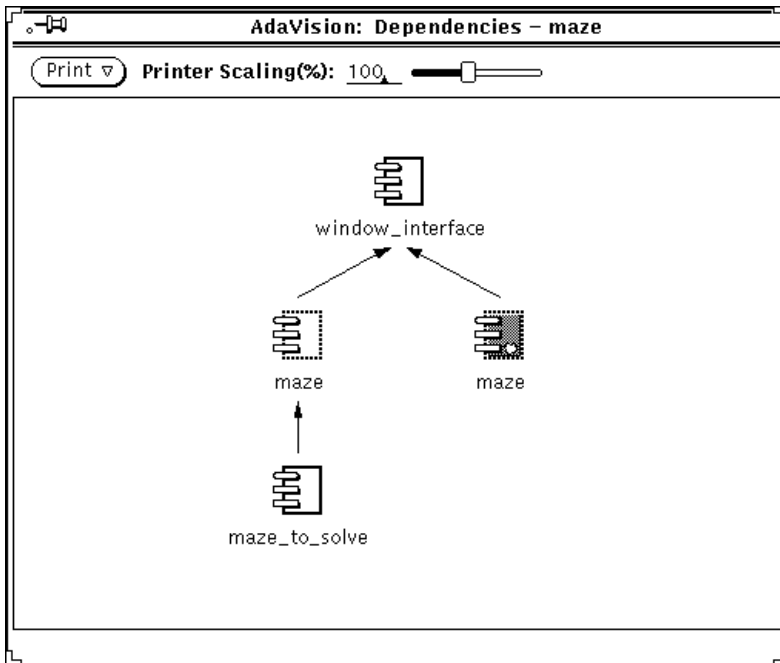 AdaVision: Dependencies – maze
Print Printer Scaling(%): 100
window_interface
maze maze
maze_to_solve